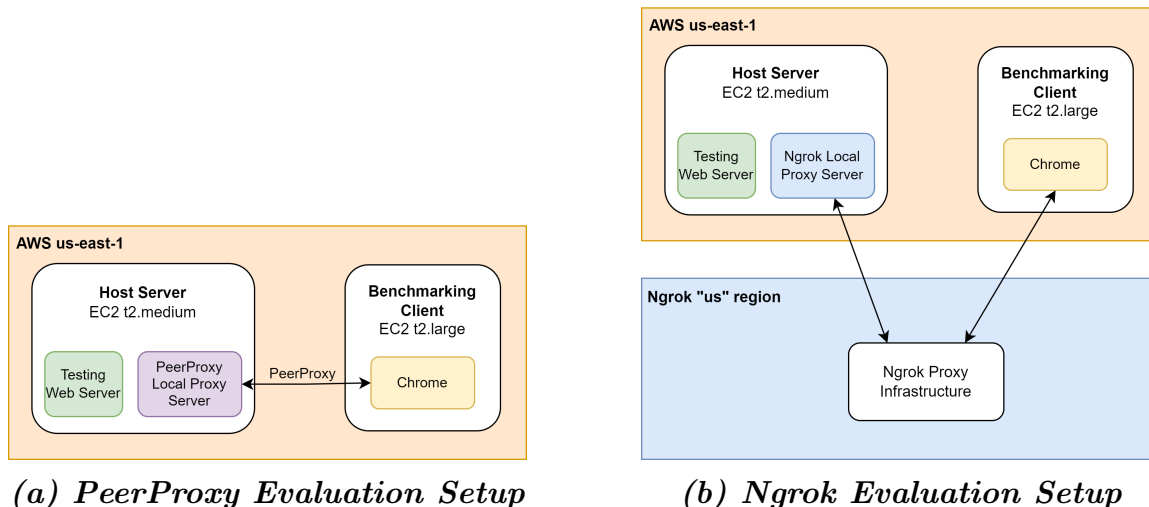 AWS us-east-1
Host Server
EC2 t2.medium
Testing
Web Server
PeerProxy
Local Proxy
Server
PeerProxy
Benchmarking
Client
EC2 t2.large
Chrome
(a) PeerProxy Evaluation Setup
AWS us-east-1
Host Server
EC2 t2.medium
Testing
Web Server
Ngrok Local
Proxy Server
Benchmarking
Client
EC2 t2.large
Chrome
Ngrok "us" region
Ngrok Proxy
Infrastructure
(b) Ngrok Evaluation Setup